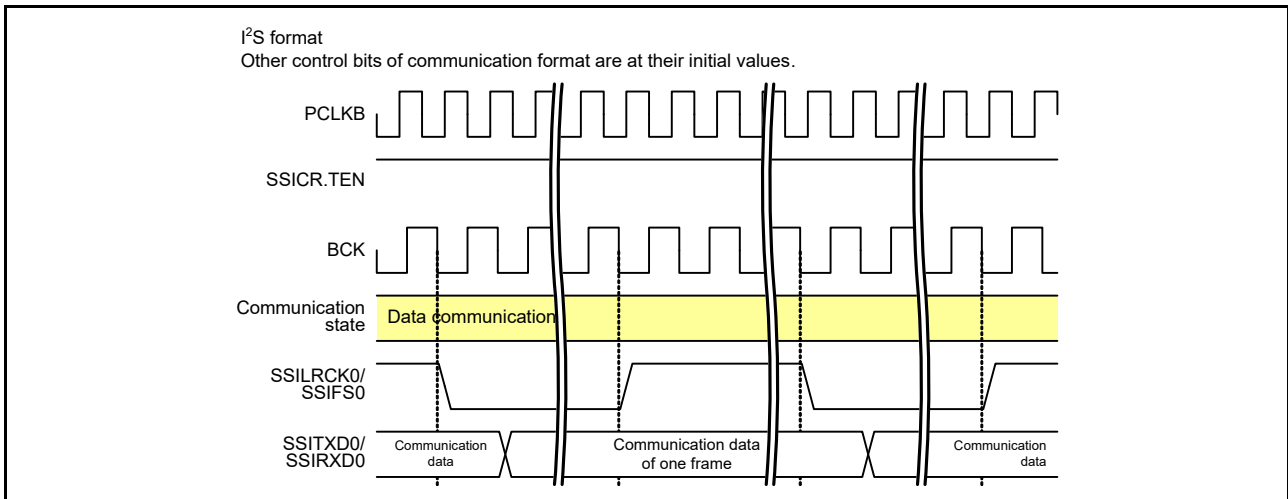 I²S format
Other control bits of communication format are at their initial values.
PCLKB
SSICR.TEN
BCK
Communication
state
Data communication
SSILRCK0/
SSIFS0
SSITXD0/
SSIRXD0
Communication
data
Communication data
of one frame
Communication
data